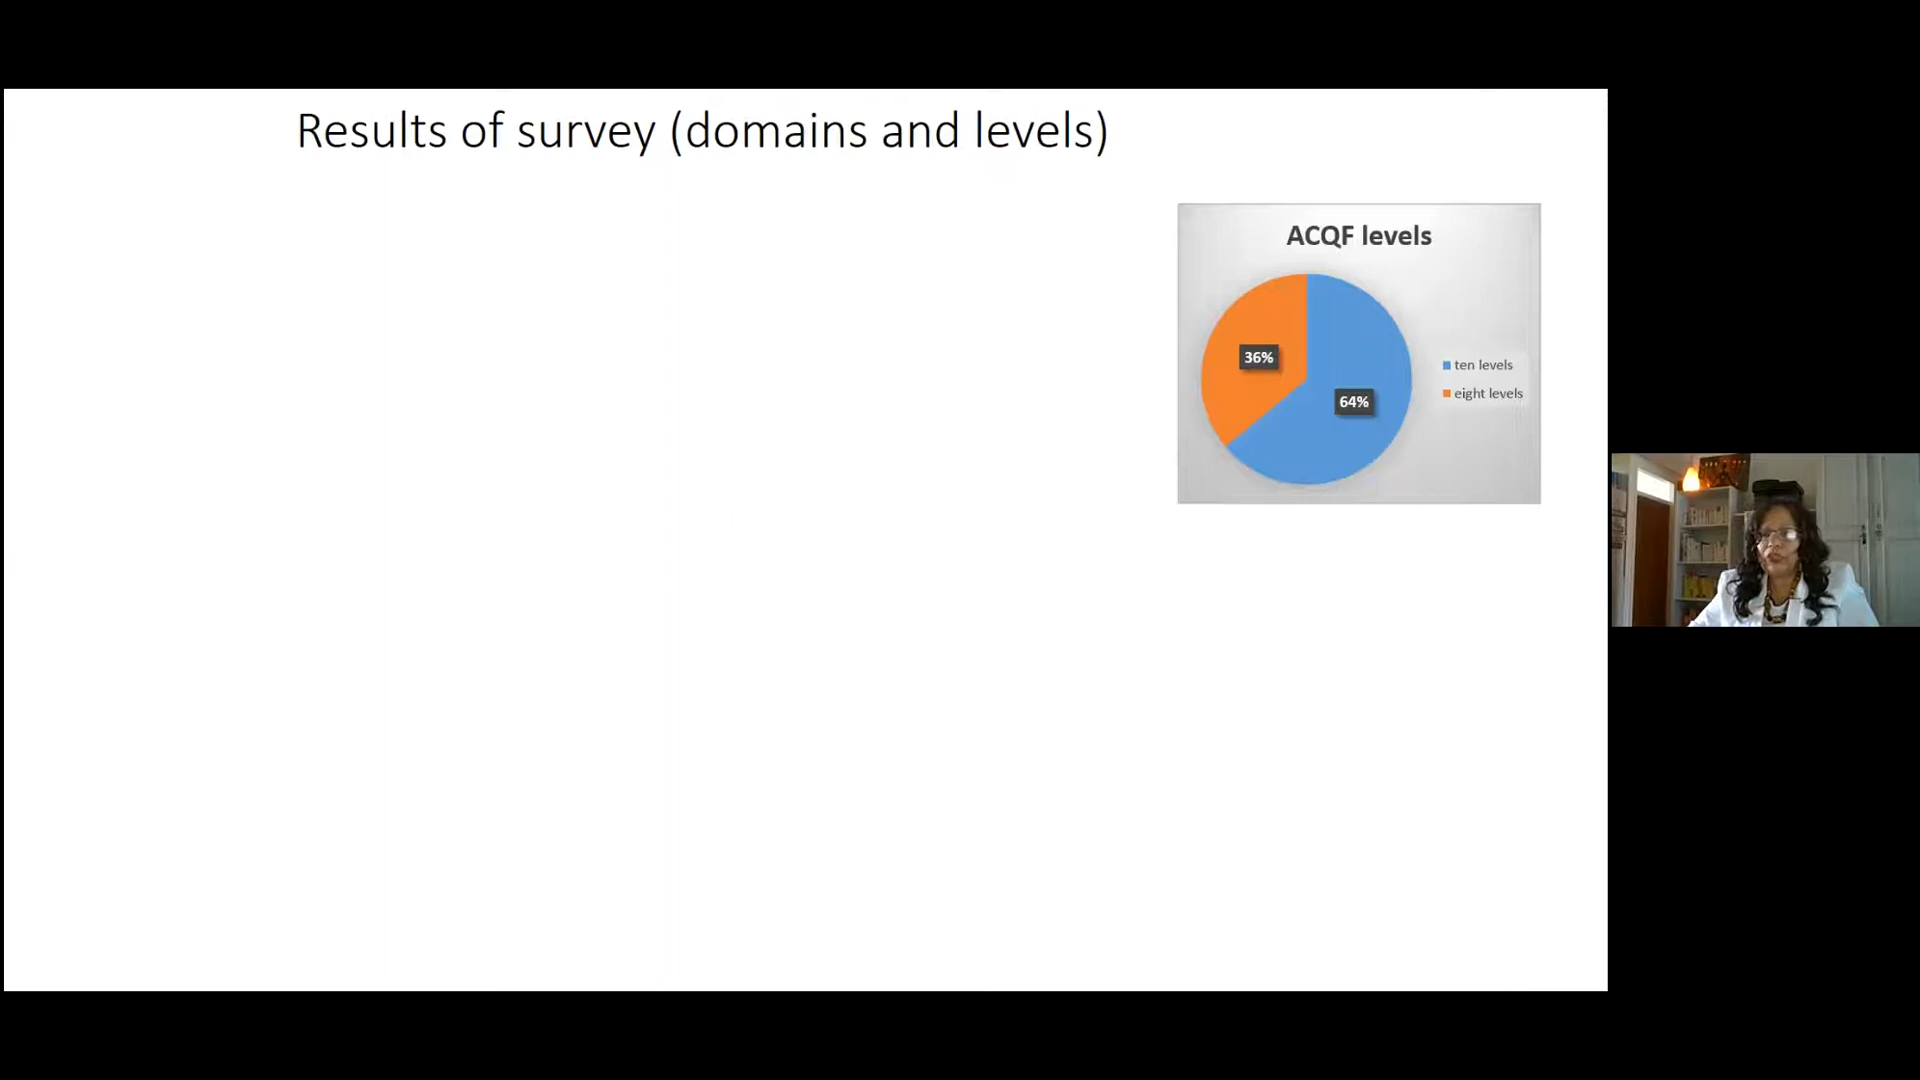 Results of survey (domains and levels)
ACQF levels
36%
64%
ten levels
eight levels